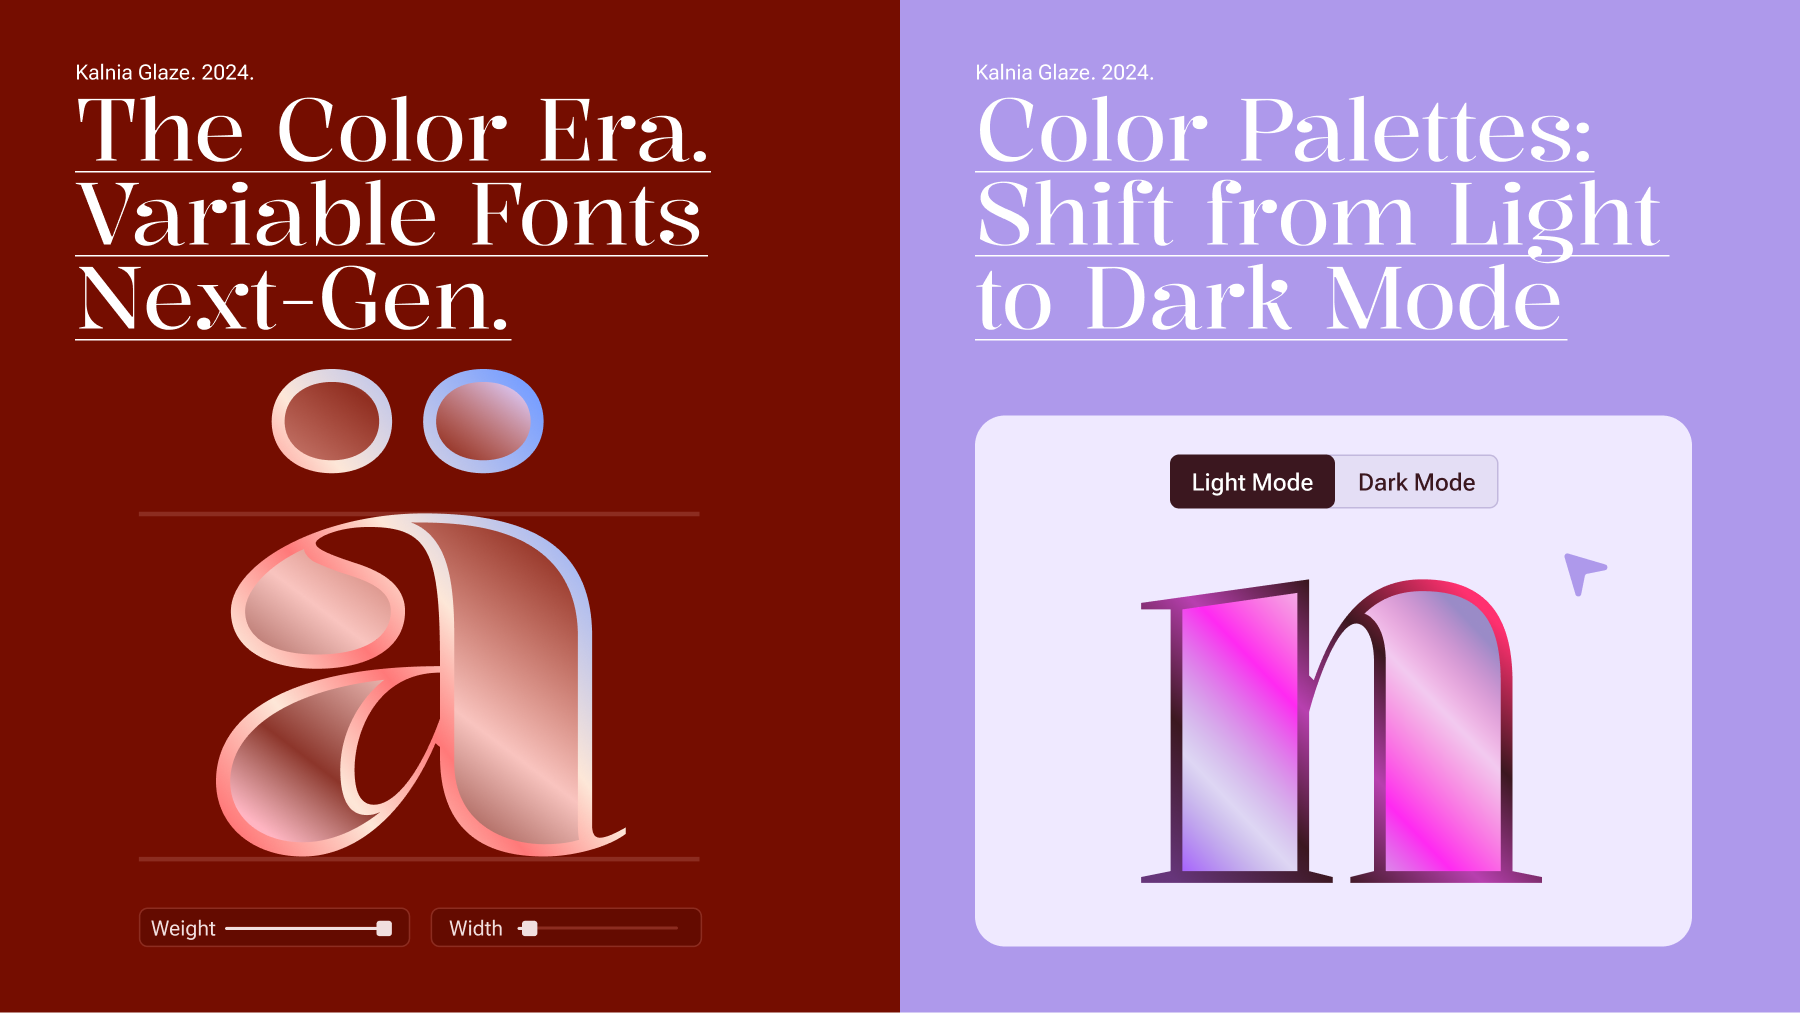 Kalnia Glaze. 2024.
The Color Era.
Variable Fonts
Next-Gen.
ä
Weight
Width
Kalnia Glaze. 2024.
Color Palettes:
Shift from Light
to Dark Mode
Light Mode
Dark Mode
n